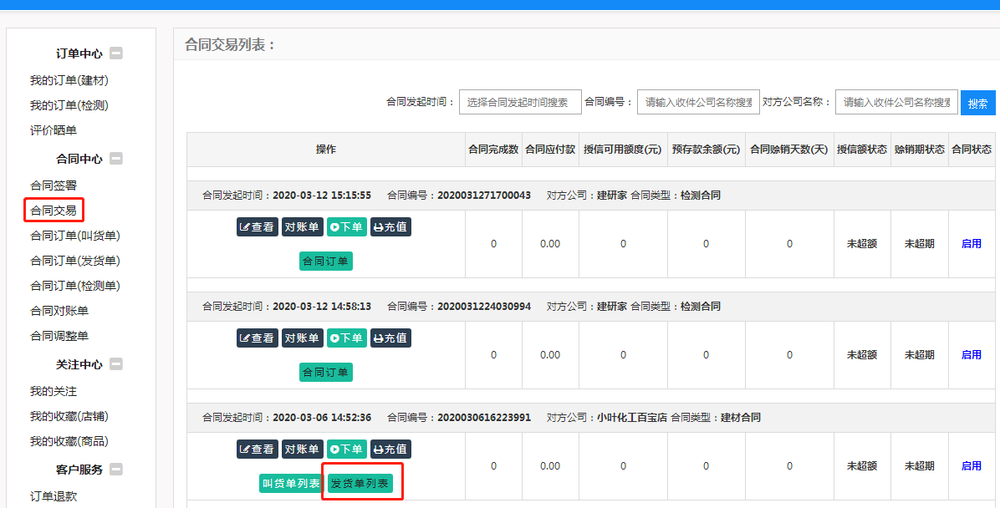 订单中心
我的订单(建材)
我的订单(检测)
评价晒单
合同中心
合同签署
合同交易
合同订单(叫货单)
合同订单(发货单)
合同订单(检测单)
合同对账单
合同调整单
关注中心
我的关注
我的收藏(店铺)
我的收藏(商品)
客户服务
订单退款
合同交易列表：
合同发起时间： 选择合同发起时间搜索 合同编号： 请输入收件公司名称搜索 对方公司名称： 请输入收件公司名称搜索 搜索
操作 合同完成数 合同应付款 授信可用额度(元) 预存款余额(元) 合同赊销天数(天) 授信额状态 赊销期状态 合同状态
合同发起时间：2020-03-12 15:15:55 合同编号：2020031271700043 对方公司：建研家 合同类型：检测合同
查看 对账单 下单 充值
合同订单
0 0.00 0 0 0 未超额 未超期 启用
合同发起时间：2020-03-12 14:58:13 合同编号：2020031224030994 对方公司：建研家 合同类型：检测合同
查看 对账单 下单 充值
合同订单
0 0.00 0 0 0 未超额 未超期 启用
合同发起时间：2020-03-06 14:52:36 合同编号：2020030616223991 对方公司：小叶化工百宝店 合同类型：建材合同
查看 对账单 下单 充值
叫货单列表 发货单列表
0 0.00 0 0 0 未超额 未超期 启用